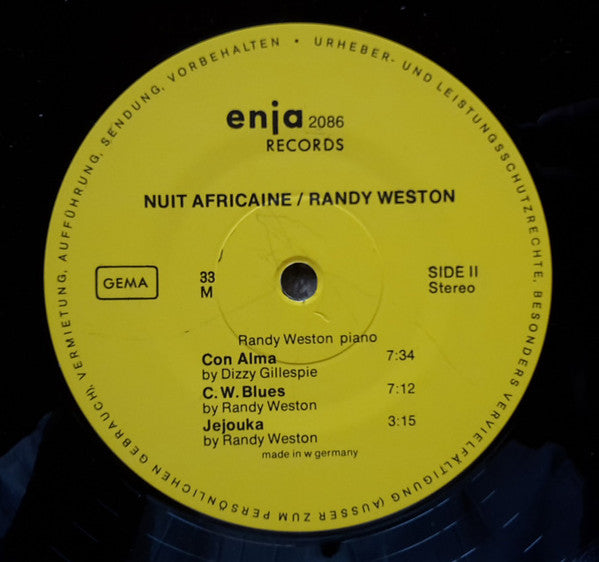 URHEBER- UND LEISTUNGSSCHUTZRECHTE, BESONDERS VERVIELFÄLTIGUNG (AUSSER ZUM PERSÖNLICHEN GEBRAUCH), VERMIETUNG, AUFFÜHRUNG, SENDUNG, VORBEHALTEN •
enja 2086
RECORDS
NUIT AFRICAINE / RANDY WESTON
GEMA
33
M
SIDE II
Stereo
Randy Weston piano
Con Alma 7:34
by Dizzy Gillespie
C.W. Blues 7:12
by Randy Weston
Jejouka 3:15
by Randy Weston
made in w germany